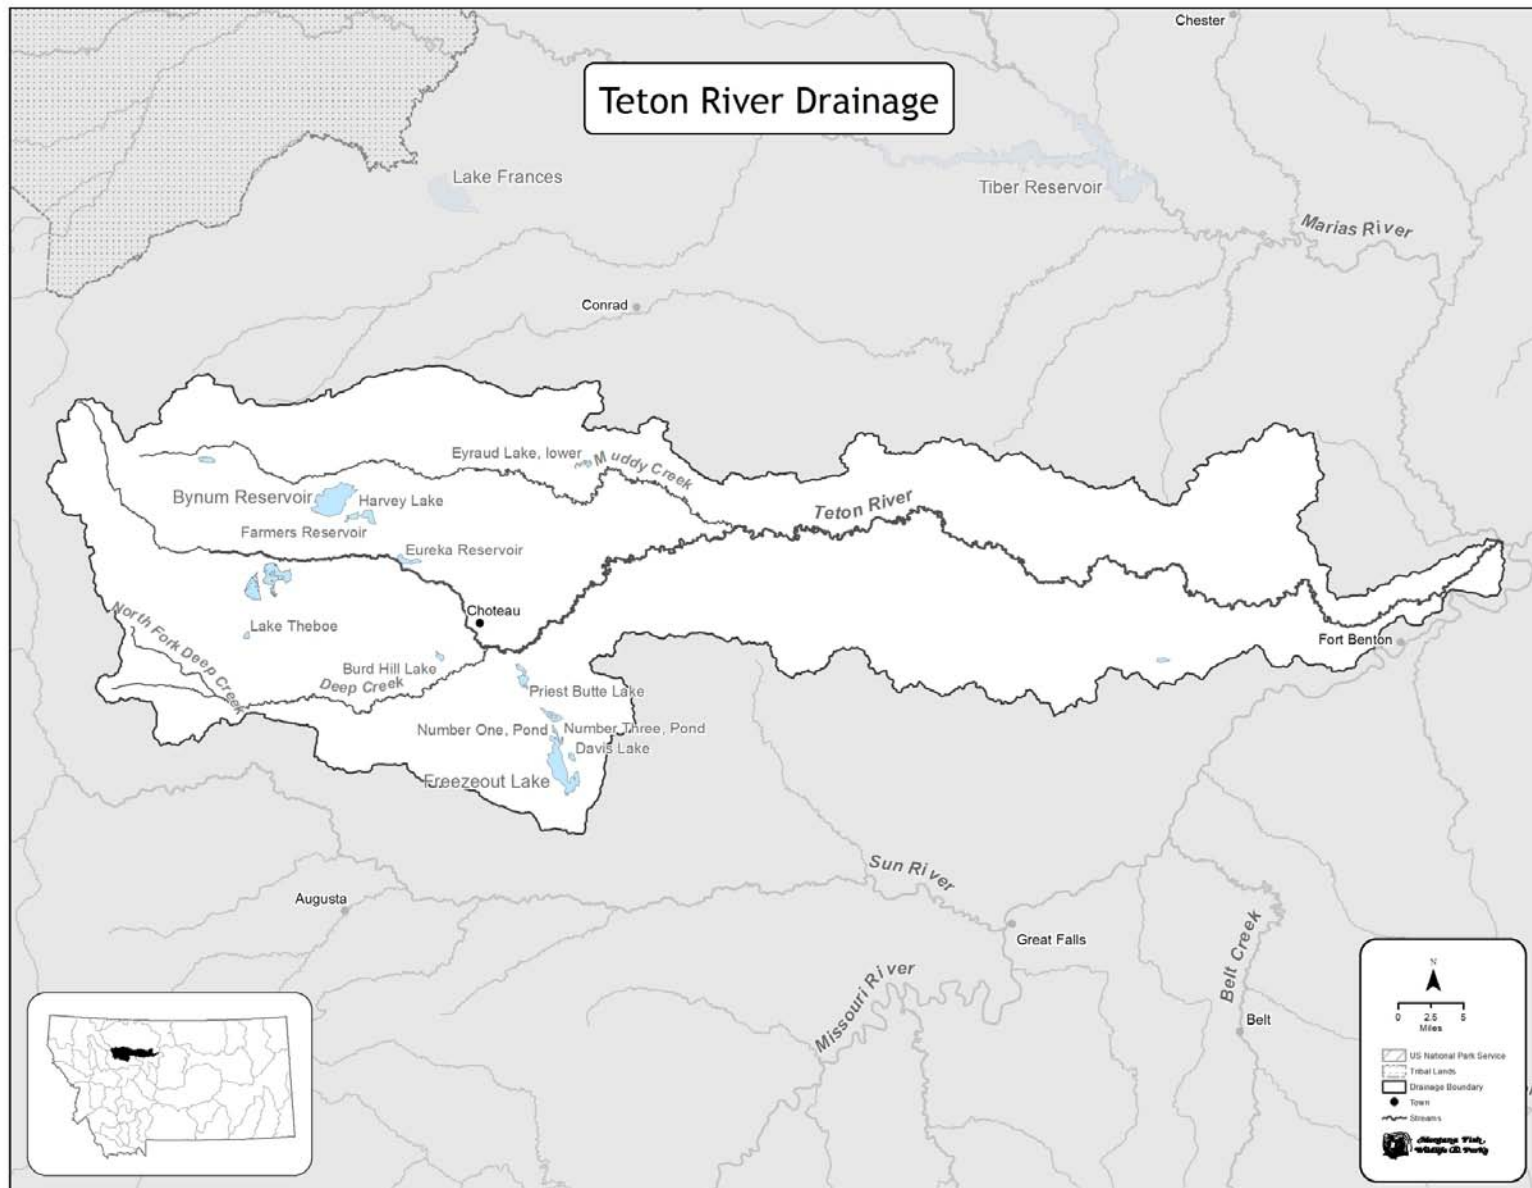 Chester
Teton River Drainage
Lake Frances
Tiber Reservoir
Marias River
Conrad
Eyraud Lake, lower
Muddy Creek
Bynum Reservoir
Harvey Lake
Teton River
Farmers Reservoir
Eureka Reservoir
Choteau
North Fork Deep Creek
Lake Theboe
Fort Benton
Burd Hill Lake
Deep Creek
Priest Butte Lake
Number One, Pond
Number Three, Pond
Davis Lake
Freezeout Lake
Sun River
Augusta
Great Falls
Belt Creek
Missouri River
Belt
N
0 2.5 5
Miles
US National Park Service
Tribal Lands
Drainage Boundary
Town
Streams
Montana Fish
Wildlife & Parks